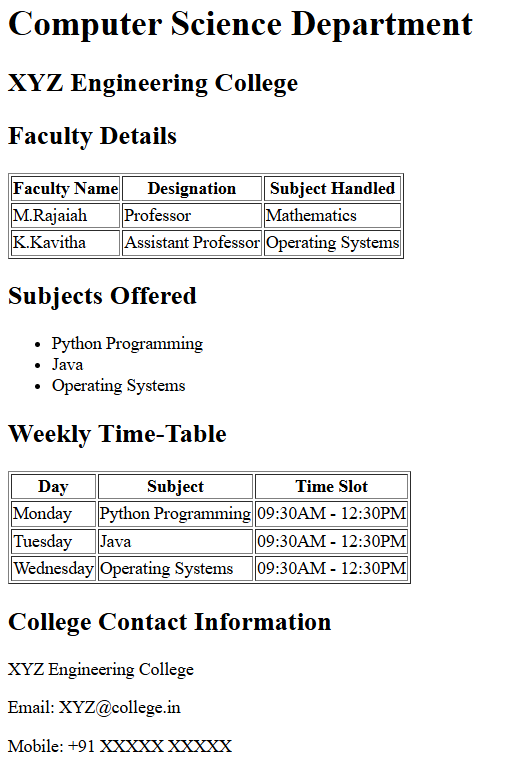 Computer Science Department
XYZ Engineering College
Faculty Details
Faculty Name Designation Subject Handled
M.Rajaiah Professor Mathematics
K.Kavitha Assistant Professor Operating Systems
Subjects Offered
• Python Programming
• Java
• Operating Systems
Weekly Time-Table
Day Subject Time Slot
Monday Python Programming 09:30AM - 12:30PM
Tuesday Java 09:30AM - 12:30PM
Wednesday Operating Systems 09:30AM - 12:30PM
College Contact Information
XYZ Engineering College
Email: XYZ@college.in
Mobile: +91 XXXXX XXXXX